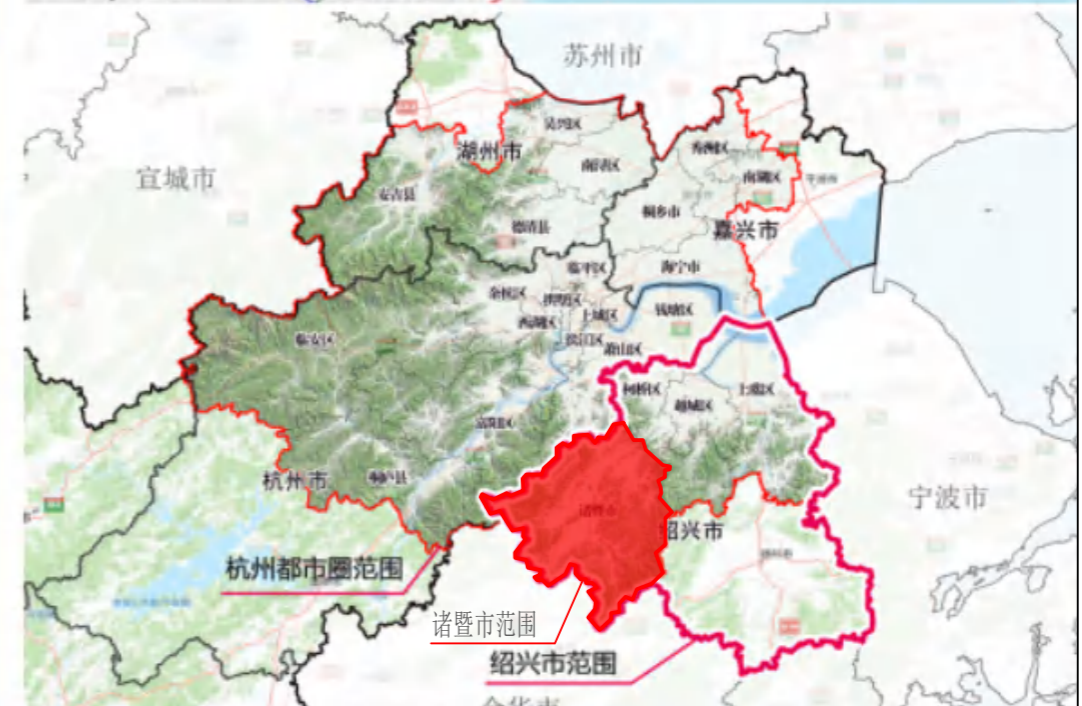 苏州市
吴兴区
湖州市
秀洲区
南浔区
南湖区
宣城市
安吉县
桐乡市
德清县
嘉兴市
临平区
海宁市
余杭区
拱墅区
钱塘区
上城区
西湖区
临安区
滨江区
萧山区
柯桥区
上虞区
越城区
富阳区
杭州市
桐庐县
宁波市
诸暨市
绍兴市
杭州都市圈范围
诸暨市范围
绍兴市范围